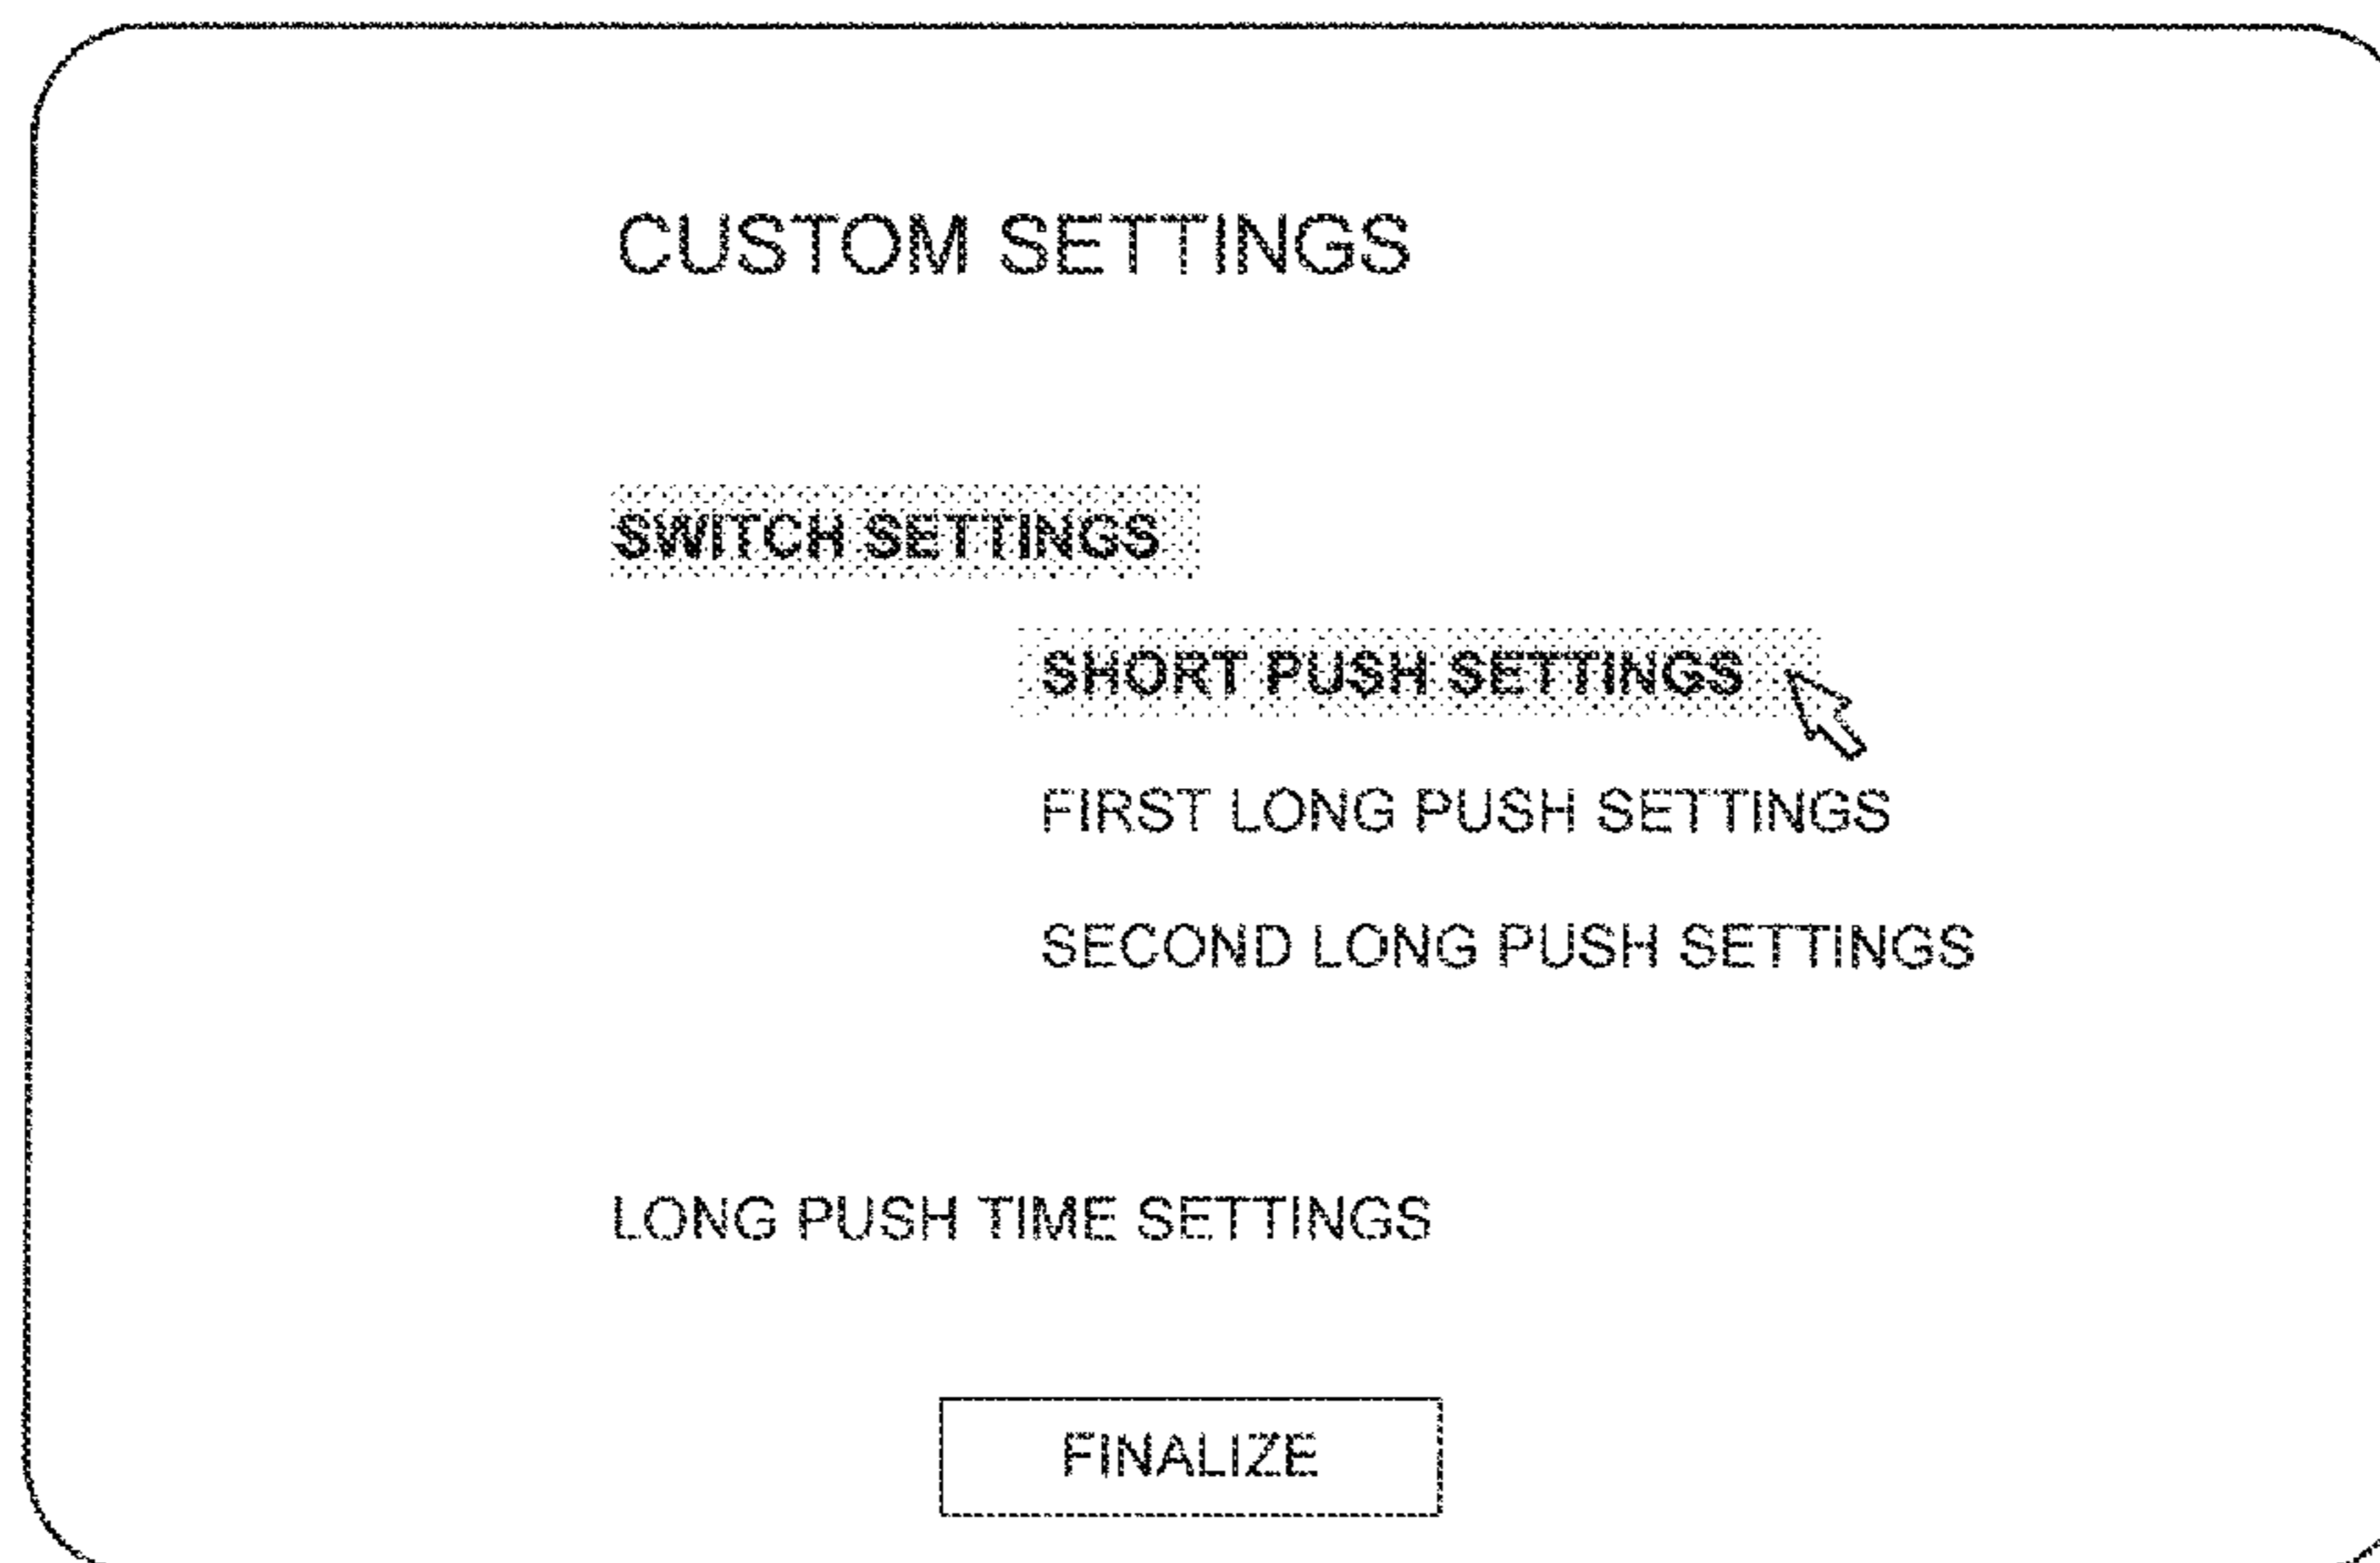 CUSTOM SETTINGS
SWITCH SETTINGS
SHORT PUSH SETTINGS
FIRST LONG PUSH SETTINGS
SECOND LONG PUSH SETTINGS
LONG PUSH TIME SETTINGS
FINALIZE